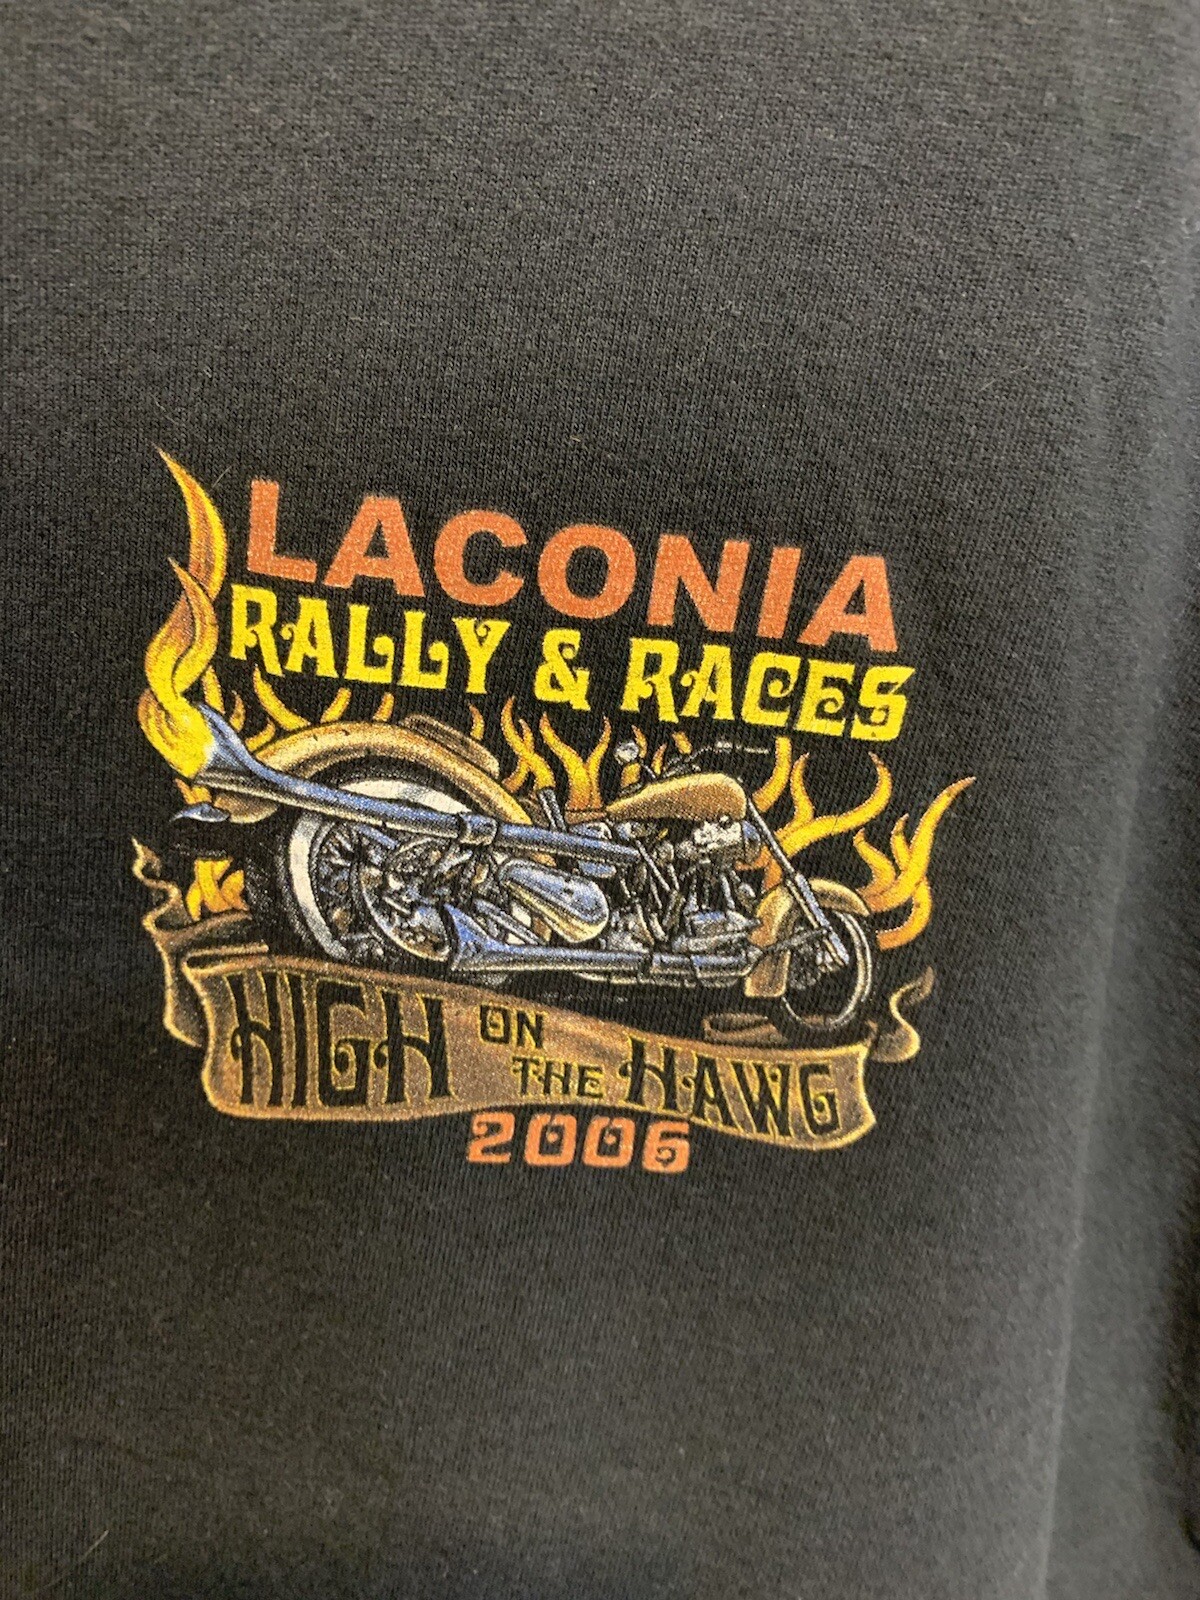 LACONIA
RALLY & RACES
HIGH ON THE HAWG
2006